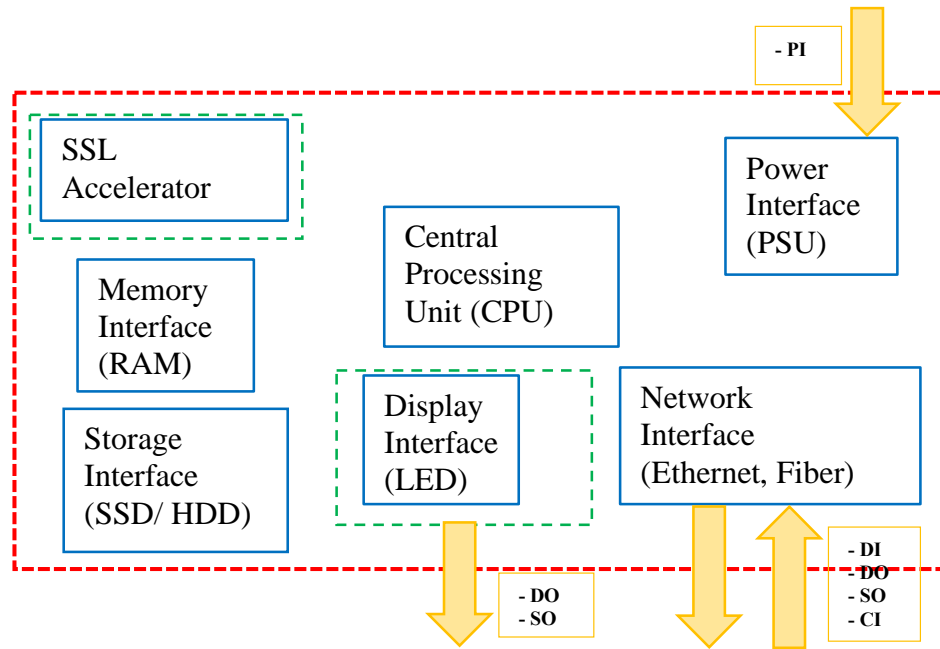 - PI
SSL
Accelerator
Power
Interface
(PSU)
Central
Processing
Unit (CPU)
Memory
Interface
(RAM)
Display
Interface
(LED)
Network
Interface
(Ethernet, Fiber)
Storage
Interface
(SSD/ HDD)
- DO
- SO
- DI
- DO
- SO
- CI